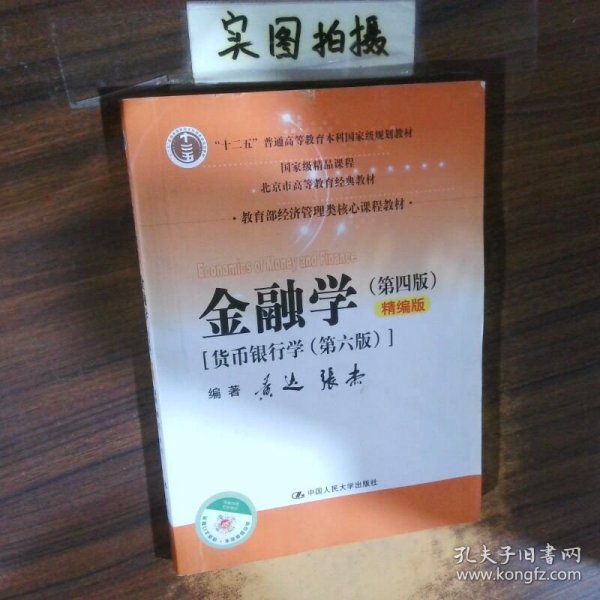 实图拍摄
十二五
“十二五”普通高等教育本科国家级规划教材
国家级精品课程
北京市高等教育经典教材
·教育部经济管理类核心课程教材·
Economics of Money and Finance
金融学(第四版)
精编版
[货币银行学(第六版)]
编著 黄达 張杰
中国人民大学出版社
孔夫子旧书网
www.kongfz.com